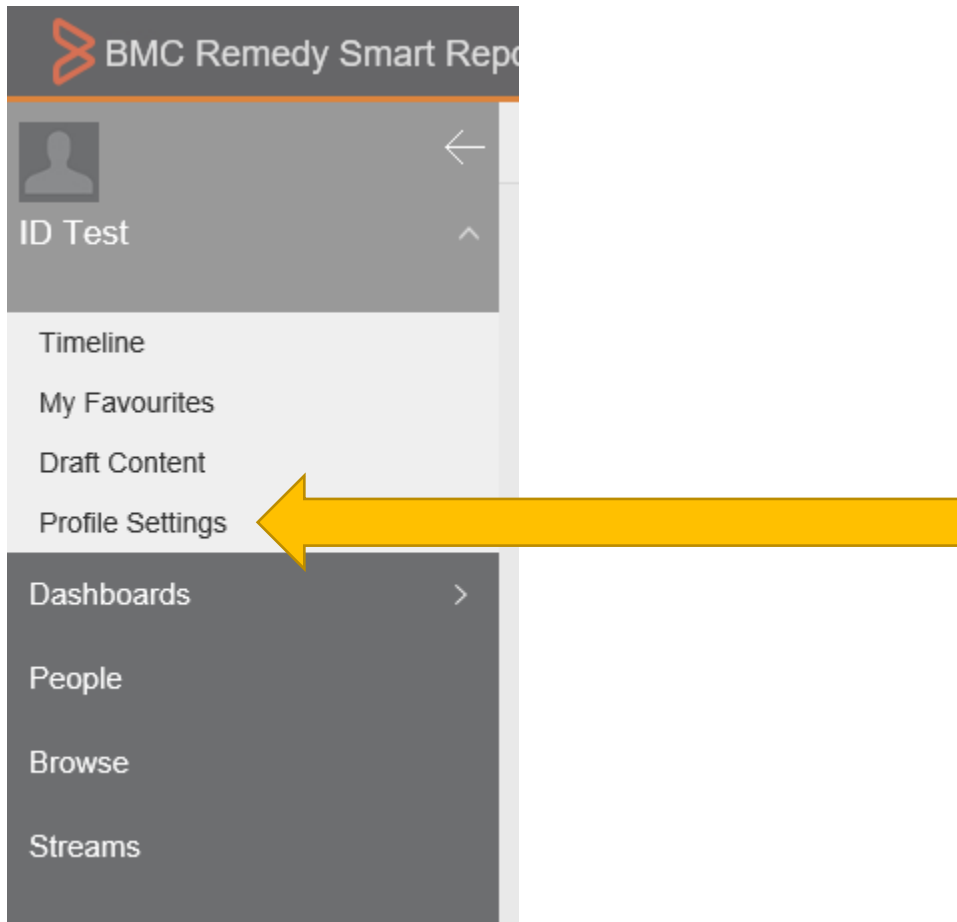 BMC Remedy Smart Repo
ID Test
Timeline
My Favourites
Draft Content
Profile Settings
Dashboards
People
Browse
Streams